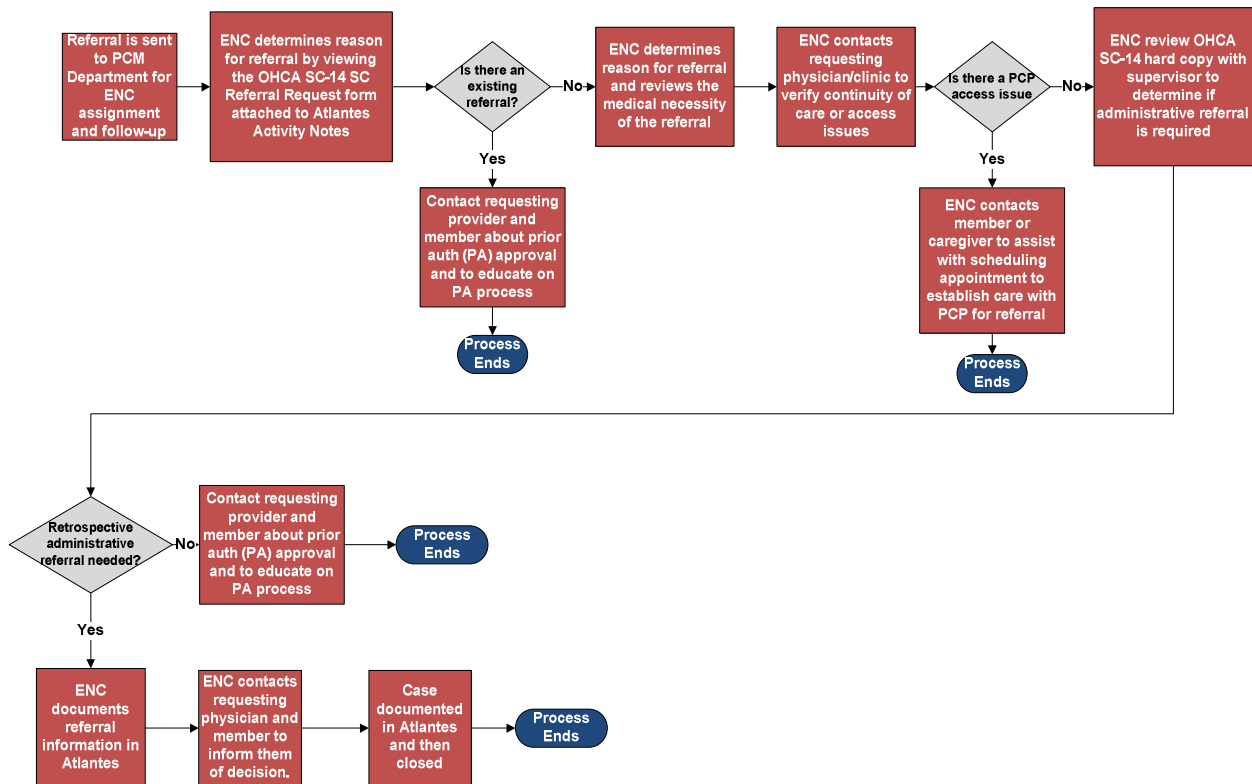 Referral is sent
to PCM
Department for
ENC
assignment
and follow-up
ENC determines reason
for referral by viewing
the OHCA SC-14 SC
Referral Request form
attached to Atlantes
Activity Notes
Is there an
existing
referral?
No
ENC determines
reason for referral
and reviews the
medical necessity
of the referral
ENC contacts
requesting
physician/clinic to
verify continuity of
care or access
issues
Is there a PCP
access issue
No
ENC review OHCA
SC-14 hard copy with
supervisor to
determine if
administrative referral
is required
Yes
Contact requesting
provider and
member about prior
auth (PA) approval
and to educate on
PA process
Process
Ends
Yes
ENC contacts
member or
caregiver to assist
with scheduling
appointment to
establish care with
PCP for referral
Process
Ends
Retrospective
administrative
referral needed?
No
Contact requesting
provider and
member about prior
auth (PA) approval
and to educate on
PA process
Process
Ends
Yes
ENC
documents
referral
information in
Atlantes
ENC contacts
requesting
physician and
member to
inform them
of decision.
Case
documented
in Atlantes
and then
closed
Process
Ends